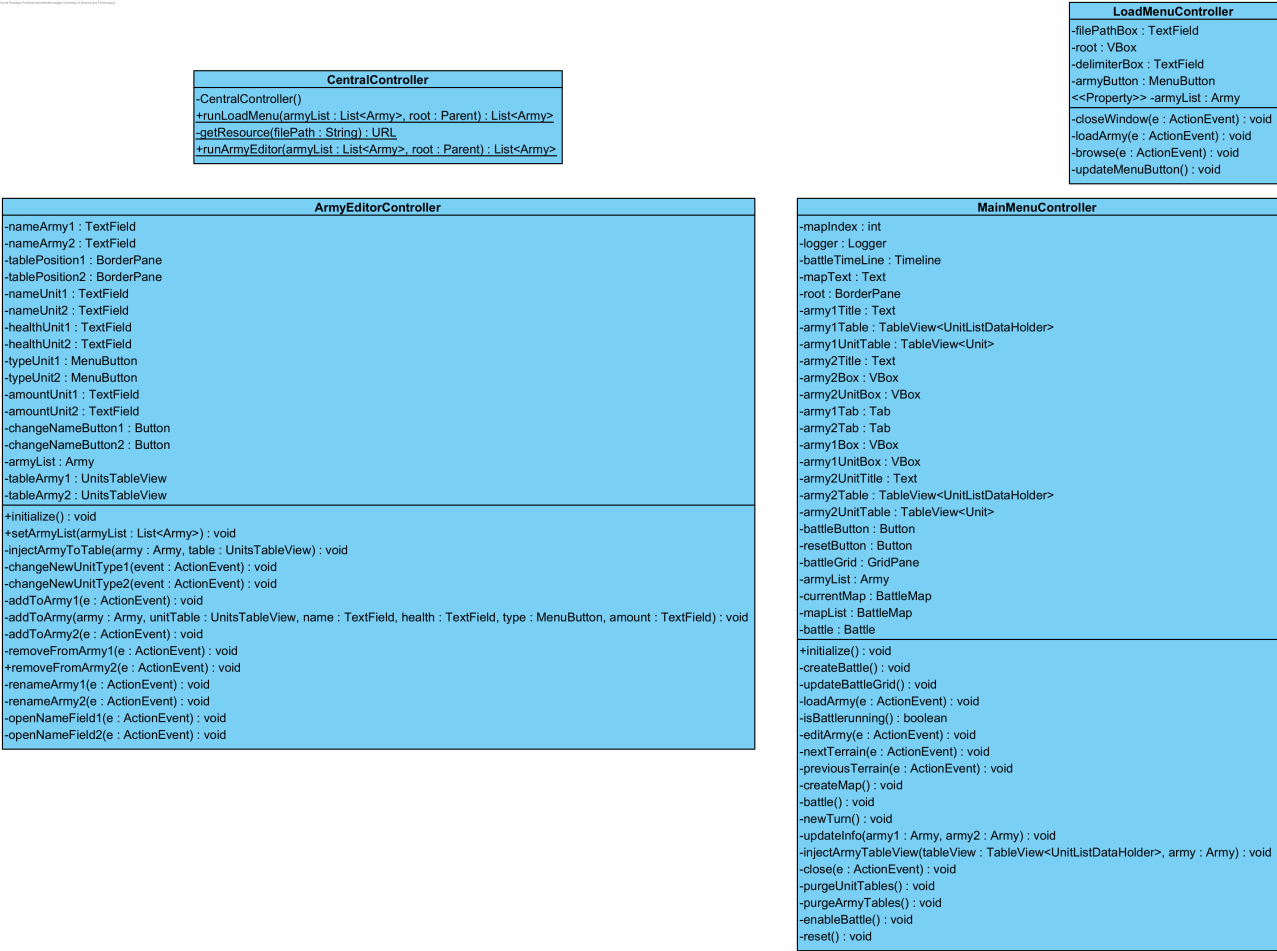 LoadMenuController
-filePathBox : TextField
-root : VBox
-delimiterBox : TextField
-armyButton : MenuButton
<<Property>> -armyList : Army
-closeWindow(e : ActionEvent) : void
-loadArmy(e : ActionEvent) : void
-browse(e : ActionEvent) : void
-updateMenuButton() : void
CentralController
-CentralController()
+runLoadMenu(armyList : List<Army>, root : Parent) : List<Army>
-getResource(filePath : String) : URL
+runArmyEditor(armyList : List<Army>, root : Parent) : List<Army>
ArmyEditorController
-nameArmy1 : TextField
-nameArmy2 : TextField
-tablePosition1 : BorderPane
-tablePosition2 : BorderPane
-nameUnit1 : TextField
-nameUnit2 : TextField
-healthUnit1 : TextField
-healthUnit2 : TextField
-typeUnit1 : MenuButton
-typeUnit2 : MenuButton
-amountUnit1 : TextField
-amountUnit2 : TextField
-changeNameButton1 : Button
-changeNameButton2 : Button
-armyList : Army
-tableArmy1 : UnitsTableView
-tableArmy2 : UnitsTableView
+initialize() : void
+setArmyList(armyList : List<Army>) : void
-injectArmyToTable(army : Army, table : UnitsTableView) : void
-changeNewUnitType1(event : ActionEvent) : void
-changeNewUnitType2(event : ActionEvent) : void
-addToArmy1(e : ActionEvent) : void
-addToArmy(army : Army, unitTable : UnitsTableView, name : TextField, health : TextField, type : MenuButton, amount : TextField) : void
-addToArmy2(e : ActionEvent) : void
-removeFromArmy1(e : ActionEvent) : void
+removeFromArmy2(e : ActionEvent) : void
-renameArmy1(e : ActionEvent) : void
-renameArmy2(e : ActionEvent) : void
-openNameField1(e : ActionEvent) : void
-openNameField2(e : ActionEvent) : void
MainMenuController
-mapIndex : int
-logger : Logger
-battleTimeLine : Timeline
-mapText : Text
-root : BorderPane
-army1Title : Text
-army1Table : TableView<UnitListDataHolder>
-army1UnitTable : TableView<Unit>
-army2Title : Text
-army2Box : VBox
-army2UnitBox : VBox
-army1Tab : Tab
-army2Tab : Tab
-army1Box : VBox
-army1UnitBox : VBox
-army2UnitTitle : Text
-army2Table : TableView<UnitListDataHolder>
-army2UnitTable : TableView<Unit>
-battleButton : Button
-resetButton : Button
-battleGrid : GridPane
-armyList : Army
-currentMap : BattleMap
-mapList : BattleMap
-battle : Battle
+initialize() : void
-createBattle() : void
-updateBattleGrid() : void
-loadArmy(e : ActionEvent) : void
-isBattlerunning() : boolean
-editArmy(e : ActionEvent) : void
-nextTerrain(e : ActionEvent) : void
-previousTerrain(e : ActionEvent) : void
-createMap() : void
-battle() : void
-newTurn() : void
-updateInfo(army1 : Army, army2 : Army) : void
-injectArmyTableView(tableView : TableView<UnitListDataHolder>, army : Army) : void
-close(e : ActionEvent) : void
-purgeUnitTables() : void
-purgeArmyTables() : void
-enableBattle() : void
-reset() : void